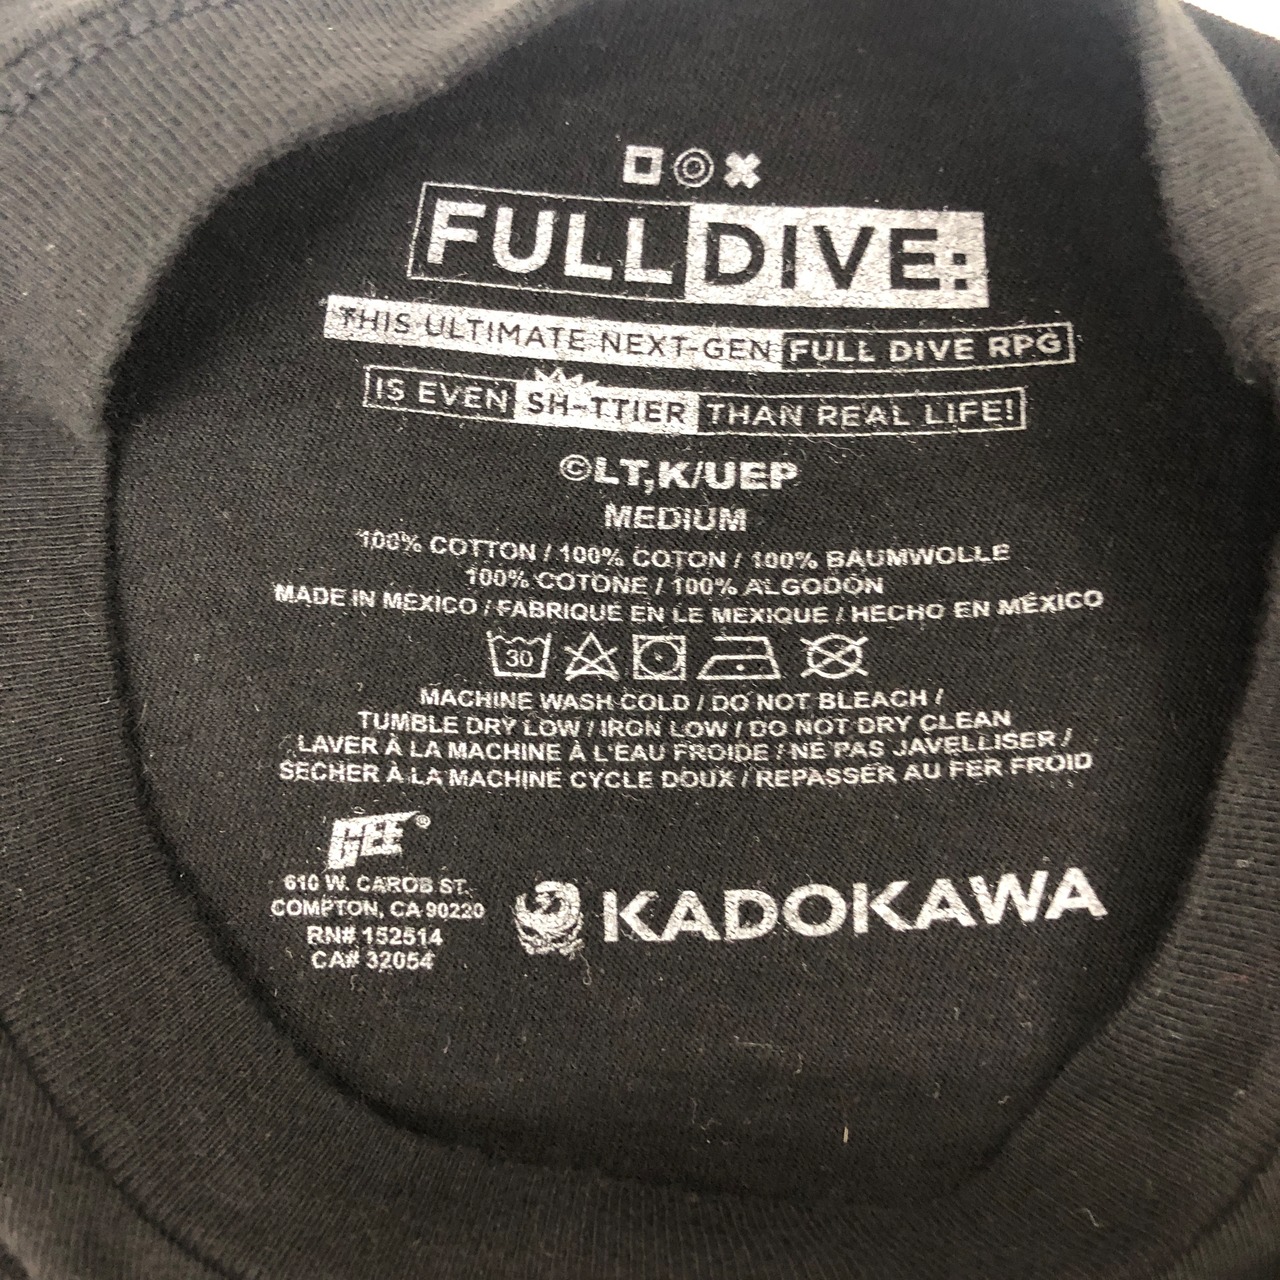 FULL DIVE:
THIS ULTIMATE NEXT-GEN FULL DIVE RPG
IS EVEN SH-TTIER THAN REAL LIFE!
©LT,K/UEP
MEDIUM
100% COTTON / 100% COTON / 100% BAUMWOLLE
100% COTONE / 100% ALGODÓN
MADE IN MEXICO / FABRIQUÉ EN LE MEXIQUE / HECHO EN MÉXICO
30
MACHINE WASH COLD / DO NOT BLEACH /
TUMBLE DRY LOW / IRON LOW / DO NOT DRY CLEAN
LAVER À LA MACHINE À L'EAU FROIDE / NE PAS JAVELLISER /
SÉCHER À LA MACHINE CYCLE DOUX / REPASSER AU FER FROID
GEE®
610 W. CAROB ST.
COMPTON, CA 90220
RN# 152514
CA# 32054
KADOKAWA